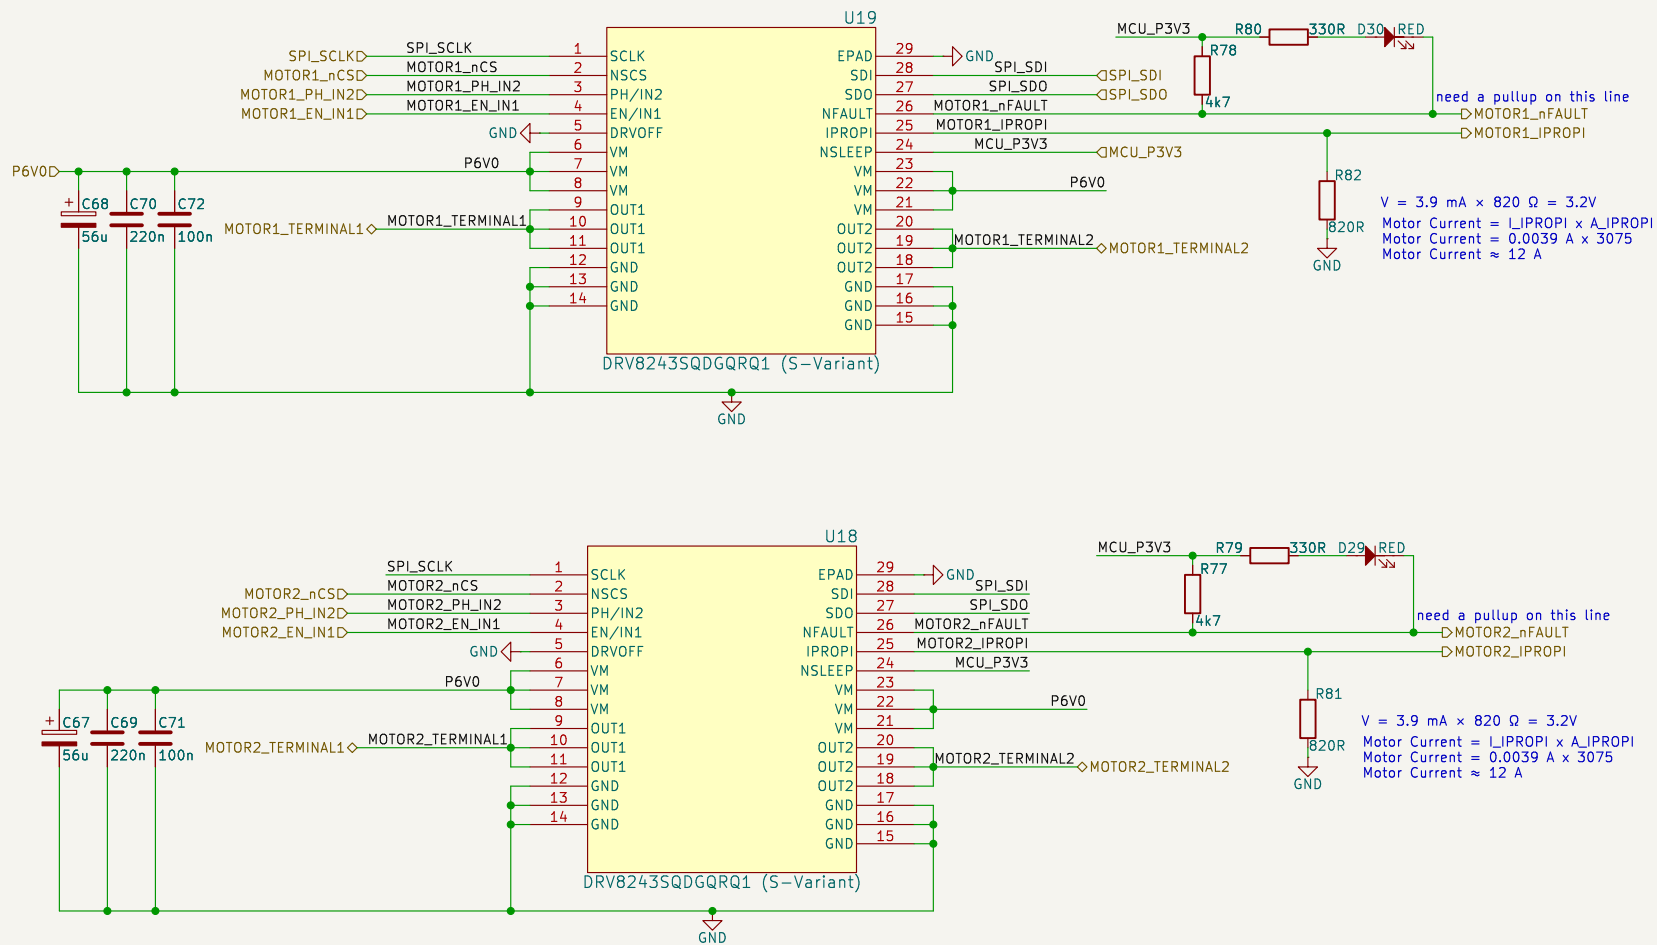 U19
SPI_SCLK SPI_SCLK 1 SCLK
MOTOR1_nCS MOTOR1_nCS 2 NSCS
MOTOR1_PH_IN2 MOTOR1_PH_IN2 3 PH/IN2
MOTOR1_EN_IN1 MOTOR1_EN_IN1 4 EN/IN1
GND 5 DRVOFF
6 VM
P6V0 P6V0 7 VM
8 VM
9 OUT1
MOTOR1_TERMINAL1 MOTOR1_TERMINAL1 10 OUT1
11 OUT1
12 GND
13 GND
14 GND
+ C68 56u
C70 220n
C72 100n
EPAD 29 GND
SDI 28 SPI_SDI SPI_SDI
SDO 27 SPI_SDO SPI_SDO
NFAULT 26 MOTOR1_nFAULT MOTOR1_nFAULT
IPROPI 25 MOTOR1_IPROPI MOTOR1_IPROPI
NSLEEP 24 MCU_P3V3 MCU_P3V3
VM 23
VM 22 P6V0
VM 21
OUT2 20
OUT2 19 MOTOR1_TERMINAL2 MOTOR1_TERMINAL2
OUT2 18
GND 17
GND 16
GND 15
DRV8243SQDGQRQ1 (S-Variant)
GND
MCU_P3V3 R80 330R D30 RED
R78
4k7
need a pullup on this line
R82
820R
GND
V = 3.9 mA × 820 Ω = 3.2V
Motor Current = I_IPROPI x A_IPROPI
Motor Current = 0.0039 A x 3075
Motor Current ≈ 12 A
U18
SPI_SCLK 1 SCLK
MOTOR2_nCS MOTOR2_nCS 2 NSCS
MOTOR2_PH_IN2 MOTOR2_PH_IN2 3 PH/IN2
MOTOR2_EN_IN1 MOTOR2_EN_IN1 4 EN/IN1
GND 5 DRVOFF
6 VM
P6V0 7 VM
8 VM
9 OUT1
MOTOR2_TERMINAL1 MOTOR2_TERMINAL1 10 OUT1
11 OUT1
12 GND
13 GND
14 GND
+ C67 56u
C69 220n
C71 100n
EPAD 29 GND
SDI 28 SPI_SDI
SDO 27 SPI_SDO
NFAULT 26 MOTOR2_nFAULT MOTOR2_nFAULT
IPROPI 25 MOTOR2_IPROPI MOTOR2_IPROPI
NSLEEP 24 MCU_P3V3
VM 23
VM 22 P6V0
VM 21
OUT2 20
OUT2 19 MOTOR2_TERMINAL2 MOTOR2_TERMINAL2
OUT2 18
GND 17
GND 16
GND 15
DRV8243SQDGQRQ1 (S-Variant)
GND
MCU_P3V3 R79 330R D29 RED
R77
4k7
need a pullup on this line
R81
820R
GND
V = 3.9 mA × 820 Ω = 3.2V
Motor Current = I_IPROPI x A_IPROPI
Motor Current = 0.0039 A x 3075
Motor Current ≈ 12 A